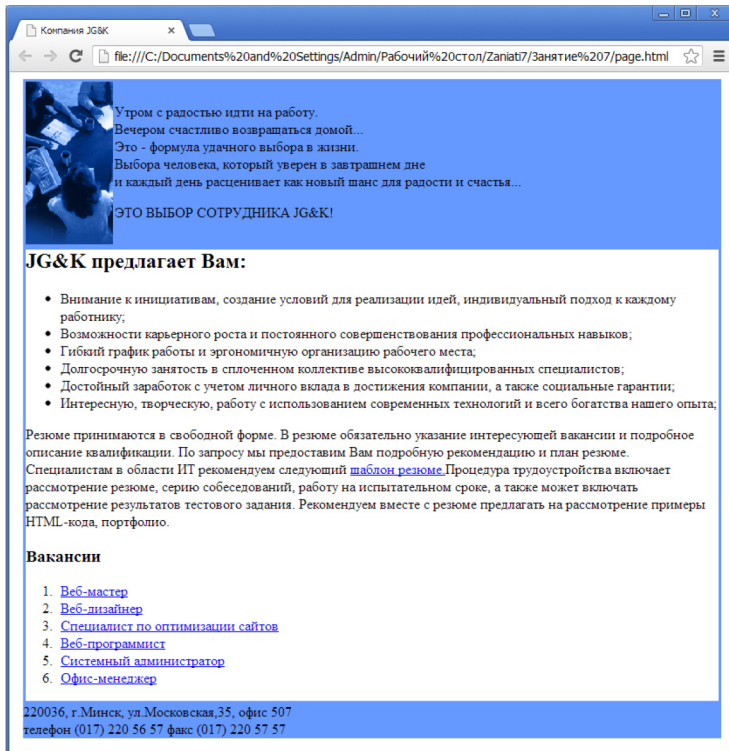 Компания JG&K
file:///C:/Documents%20and%20Settings/Admin/Рабочий%20стол/Zaniati7/Занятие%207/page.html
Утром с радостью идти на работу.
Вечером счастливо возвращаться домой...
Это - формула удачного выбора в жизни.
Выбора человека, который уверен в завтрашнем дне
и каждый день расценивает как новый шанс для радости и счастья...
ЭТО ВЫБОР СОТРУДНИКА JG&K!
JG&K предлагает Вам:
• Внимание к инициативам, создание условий для реализации идей, индивидуальный подход к каждому
работнику;
• Возможности карьерного роста и постоянного совершенствования профессиональных навыков;
• Гибкий график работы и эргономичную организацию рабочего места;
• Долгосрочную занятость в сплоченном коллективе высококвалифицированных специалистов;
• Достойный заработок с учетом личного вклада в достижения компании, а также социальные гарантии;
• Интересную, творческую, работу с использованием современных технологий и всего богатства нашего опыта;
Резюме принимаются в свободной форме. В резюме обязательно указание интересующей вакансии и подробное
описание квалификации. По запросу мы предоставим Вам подробную рекомендацию и план резюме.
Специалистам в области ИТ рекомендуем следующий шаблон резюме.Процедура трудоустройства включает
рассмотрение резюме, серию собеседований, работу на испытательном сроке, а также может включать
рассмотрение результатов тестового задания. Рекомендуем вместе с резюме предлагать на рассмотрение примеры
HTML-кода, портфолио.
Вакансии
1. Веб-мастер
2. Веб-дизайнер
3. Специалист по оптимизации сайтов
4. Веб-программист
5. Системный администратор
6. Офис-менеджер
220036, г.Минск, ул.Московская,35, офис 507
телефон (017) 220 56 57 факс (017) 220 57 57